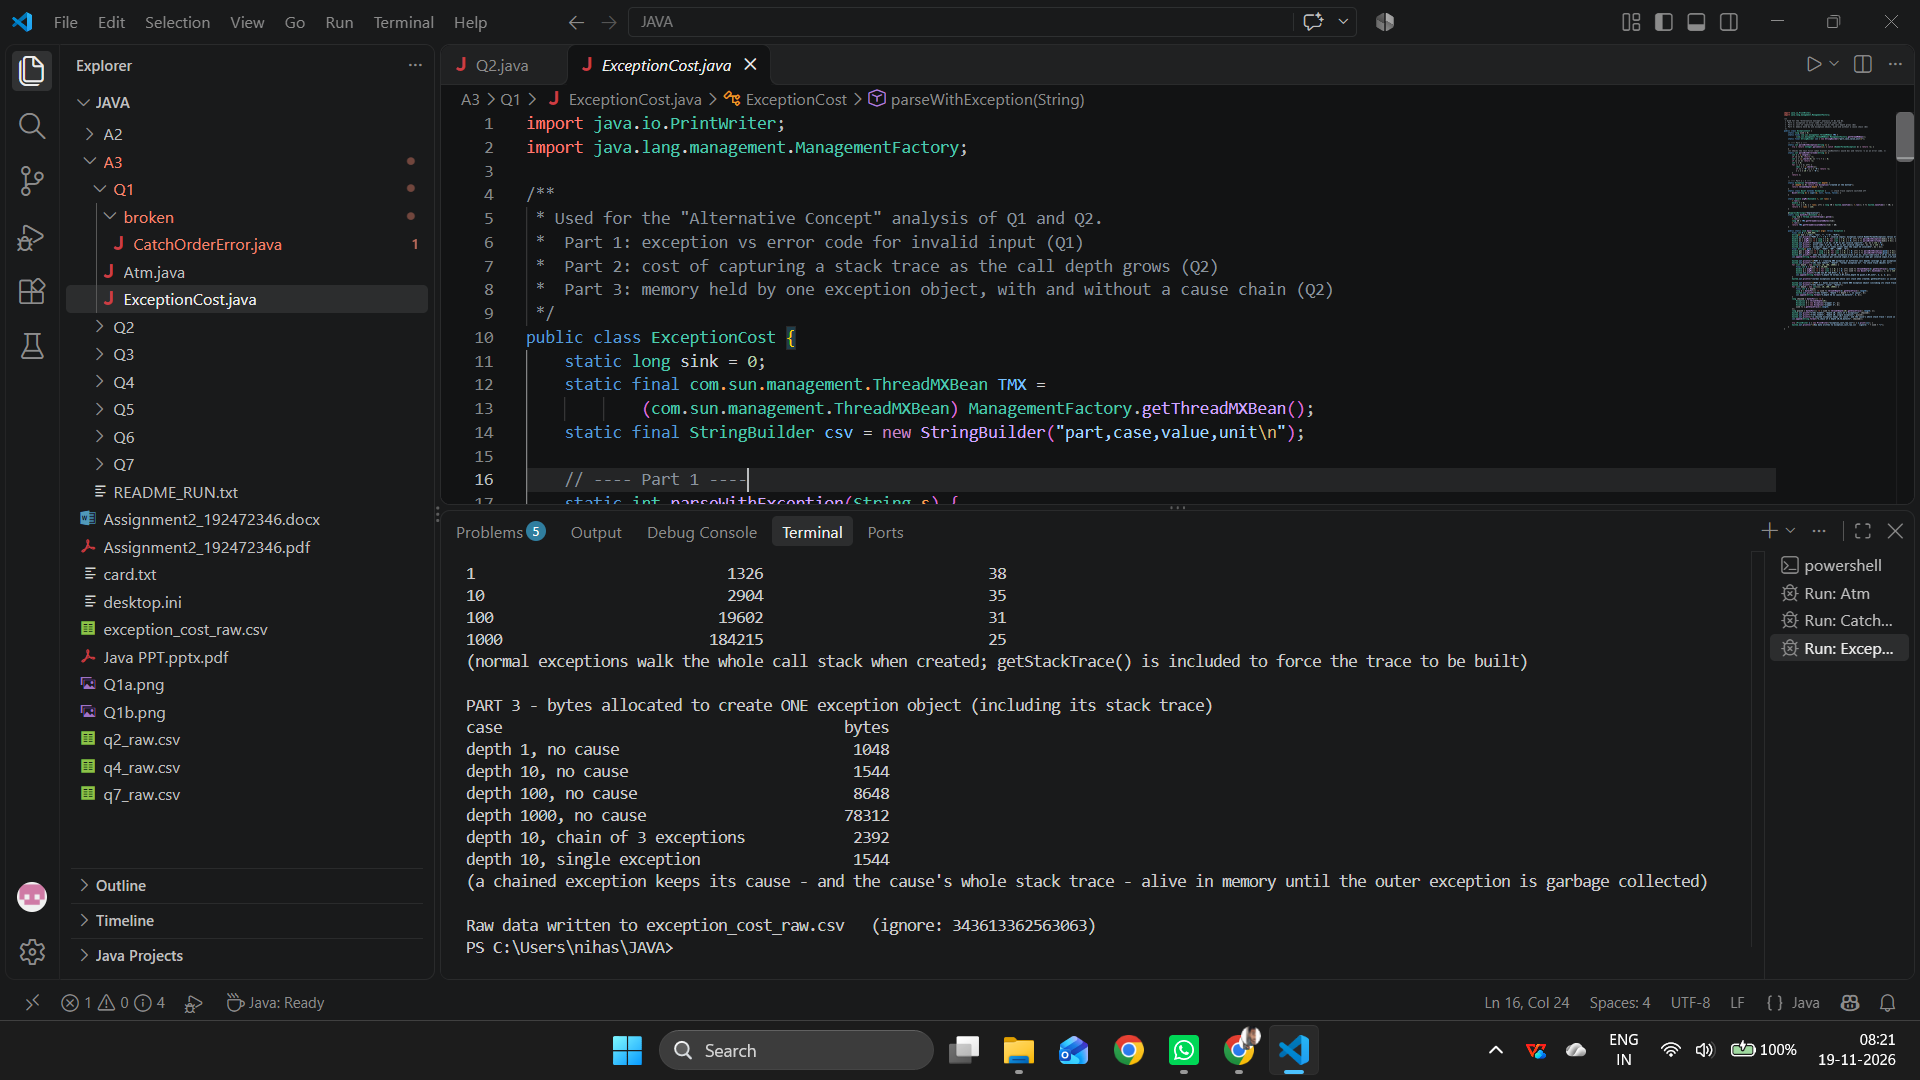 File Edit Selection View Go Run Terminal Help
JAVA
Explorer
JAVA
A2
A3
Q1
broken
CatchOrderError.java 1
Atm.java
ExceptionCost.java
Q2
Q3
Q4
Q5
Q6
Q7
README_RUN.txt
Assignment2_192472346.docx
Assignment2_192472346.pdf
card.txt
desktop.ini
exception_cost_raw.csv
Java PPT.pptx.pdf
Q1a.png
Q1b.png
q2_raw.csv
q4_raw.csv
q7_raw.csv
Outline
Timeline
Java Projects
Q2.java ExceptionCost.java
A3 Q1 ExceptionCost.java ExceptionCost parseWithException(String)
1 import java.io.PrintWriter;
2 import java.lang.management.ManagementFactory;
3
4 /**
5 * Used for the "Alternative Concept" analysis of Q1 and Q2.
6 * Part 1: exception vs error code for invalid input (Q1)
7 * Part 2: cost of capturing a stack trace as the call depth grows (Q2)
8 * Part 3: memory held by one exception object, with and without a cause chain (Q2)
9 */
10 public class ExceptionCost {
11 static long sink = 0;
12 static final com.sun.management.ThreadMXBean TMX =
13 (com.sun.management.ThreadMXBean) ManagementFactory.getThreadMXBean();
14 static final StringBuilder csv = new StringBuilder("part,case,value,unit\n");
15
16 // ---- Part 1 ----
17 static int parseWithException(String s) {
Problems 5 Output Debug Console Terminal Ports
1 1326 38
10 2904 35
100 19602 31
1000 184215 25
(normal exceptions walk the whole call stack when created; getStackTrace() is included to force the trace to be built)
PART 3 - bytes allocated to create ONE exception object (including its stack trace)
case bytes
depth 1, no cause 1048
depth 10, no cause 1544
depth 100, no cause 8648
depth 1000, no cause 78312
depth 10, chain of 3 exceptions 2392
depth 10, single exception 1544
(a chained exception keeps its cause - and the cause's whole stack trace - alive in memory until the outer exception is garbage collected)
Raw data written to exception_cost_raw.csv (ignore: 343613362563063)
PS C:\Users\nihas\JAVA>
powershell
Run: Atm
Run: Catch...
Run: Excep...
1 0 4 Java: Ready
Ln 16, Col 24 Spaces: 4 UTF-8 LF { } Java
Search
ENG
IN
100%
08:21
19-11-2026